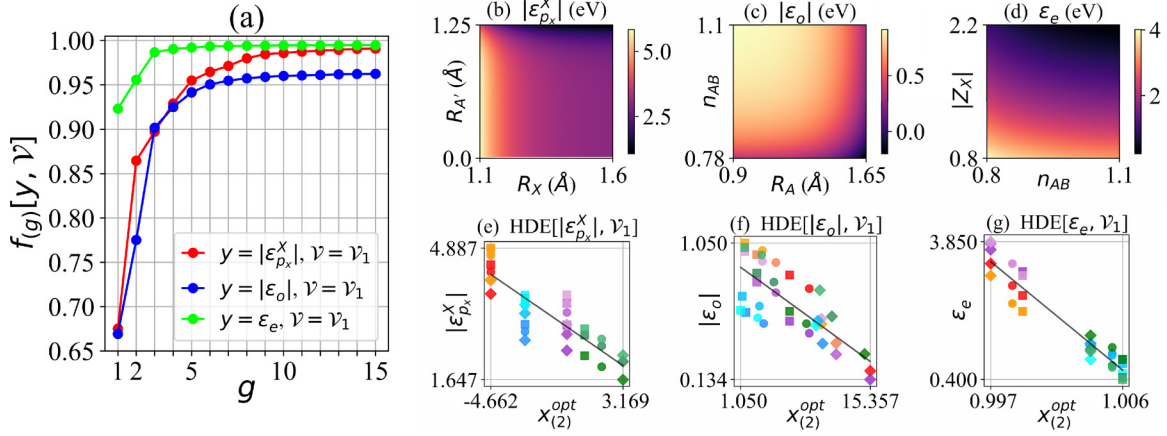 (a)
1.00
0.95
0.90
0.85
0.80
0.75
0.70
0.65
f(g)[y, 𝒱]
y = |ε^X_{p_x}|, 𝒱 = 𝒱₁
y = |ε_o|, 𝒱 = 𝒱₁
y = ε_e, 𝒱 = 𝒱₁
1 2 5 10 15
g
(b) |ε^X_{p_x}| (eV)
1.25
R_{A'} (Å)
0.0
1.1 1.6
R_X (Å)
5.0
2.5
(c) |ε_o| (eV)
1.1
n_{AB}
0.78
0.9 1.65
R_A (Å)
0.5
0.0
(d) ε_e (eV)
2.2
|Z_X|
0.8
0.8 1.1
n_{AB}
4
2
(e) HDE[|ε^X_{p_x}|, 𝒱₁]
4.887
|ε^X_{p_x}|
1.647
-4.662 3.169
x^{opt}_{(2)}
(f) HDE[|ε_o|, 𝒱₁]
1.050
|ε_o|
0.134
1.050 15.357
x^{opt}_{(2)}
(g) HDE[ε_e, 𝒱₁]
3.850
ε_e
0.400
0.997 1.006
x^{opt}_{(2)}